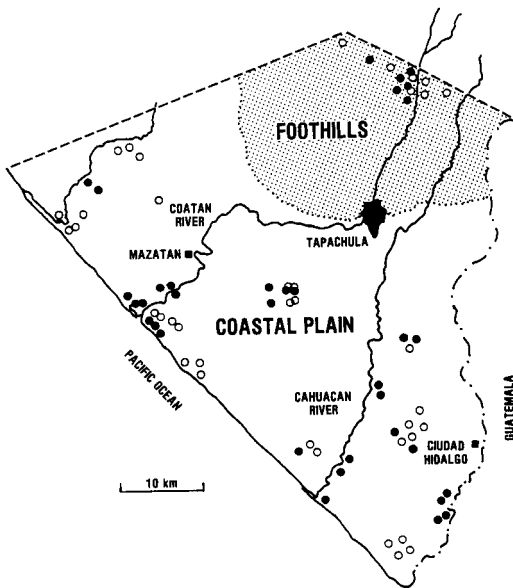 FOOTHILLS
COATAN
RIVER
TAPACHULA
MAZATAN
COASTAL PLAIN
PACIFIC OCEAN
CAHUACAN
RIVER
GUATEMALA
CIUDAD
HIDALGO
10 km